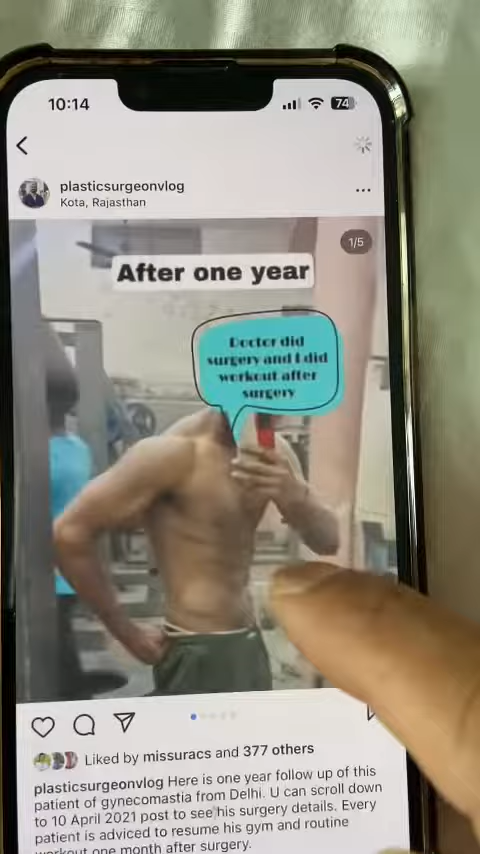 10:14
74
plasticsurgeonvlog
Kota, Rajasthan
1/5
After one year
Doctor did
surgery and I did
workout after
surgery
Liked by missuracs and 377 others
plasticsurgeonvlog Here is one year follow up of this
patient of gynecomastia from Delhi. U can scroll down
to 10 April 2021 post to see his surgery details. Every
patient is adviced to resume his gym and routine
workout one month after surgery.